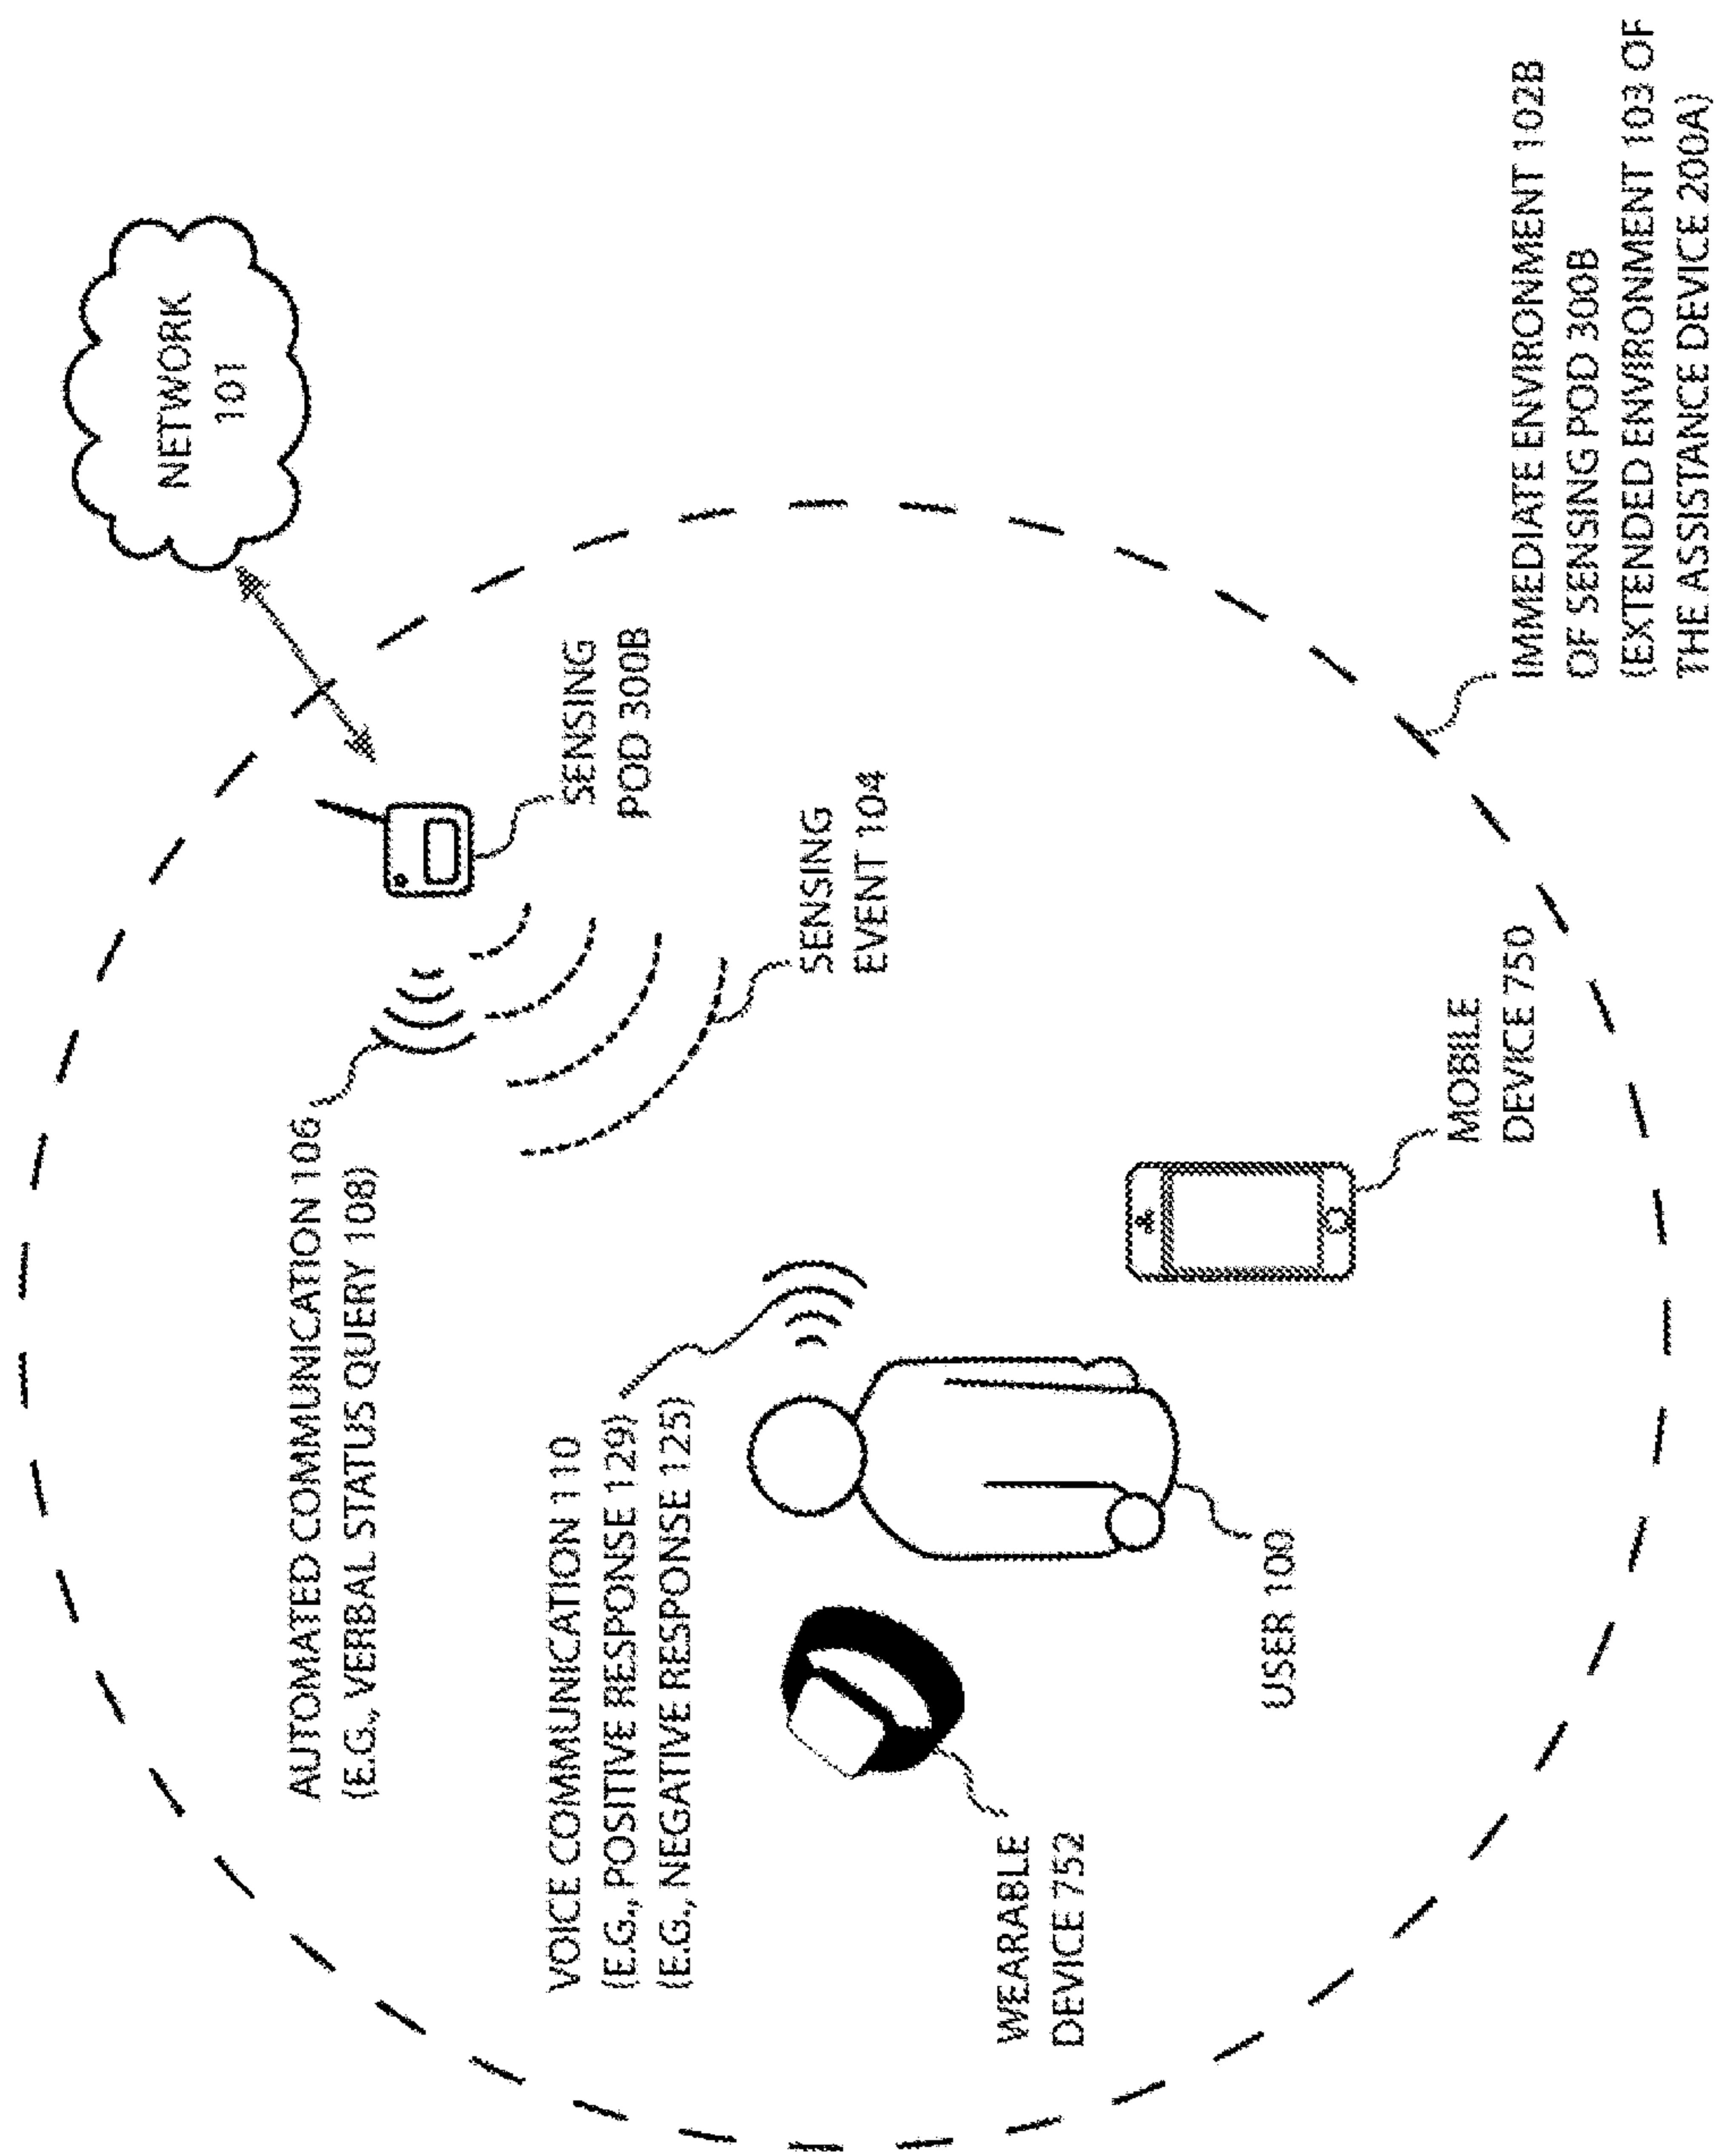 NETWORK
101
AUTOMATED COMMUNICATION 106
(E.G., VERBAL STATUS QUERY 108)
SENSING
POD 300B
VOICE COMMUNICATION 110
(E.G., POSITIVE RESPONSE 129)
(E.G., NEGATIVE RESPONSE 125)
SENSING
EVENT 104
WEARABLE
DEVICE 752
USER 100
MOBILE
DEVICE 750
IMMEDIATE ENVIRONMENT 102B
OF SENSING POD 300B
(EXTENDED ENVIRONMENT 103 OF
THE ASSISTANCE DEVICE 200A)